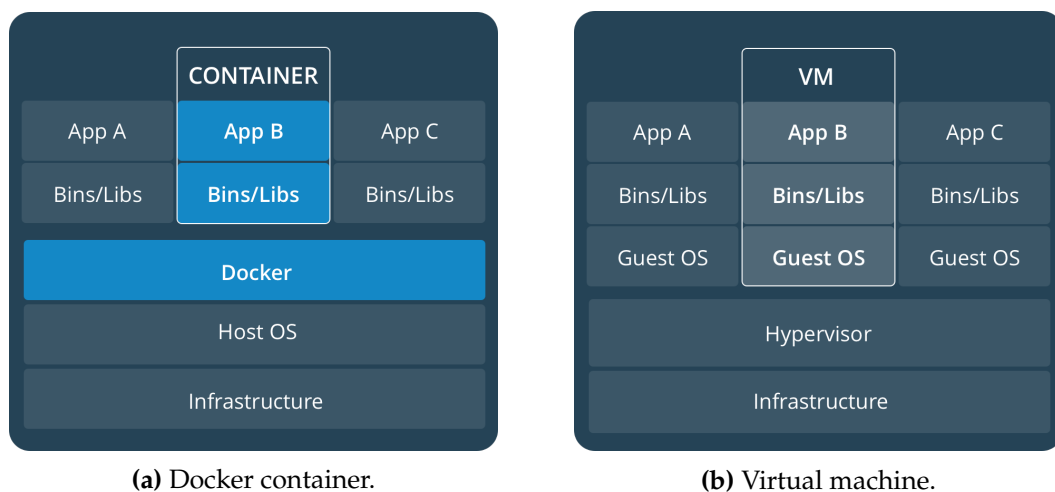 CONTAINER
App A App B App C
Bins/Libs Bins/Libs Bins/Libs
Docker
Host OS
Infrastructure
(a) Docker container.
VM
App A App B App C
Bins/Libs Bins/Libs Bins/Libs
Guest OS Guest OS Guest OS
Hypervisor
Infrastructure
(b) Virtual machine.